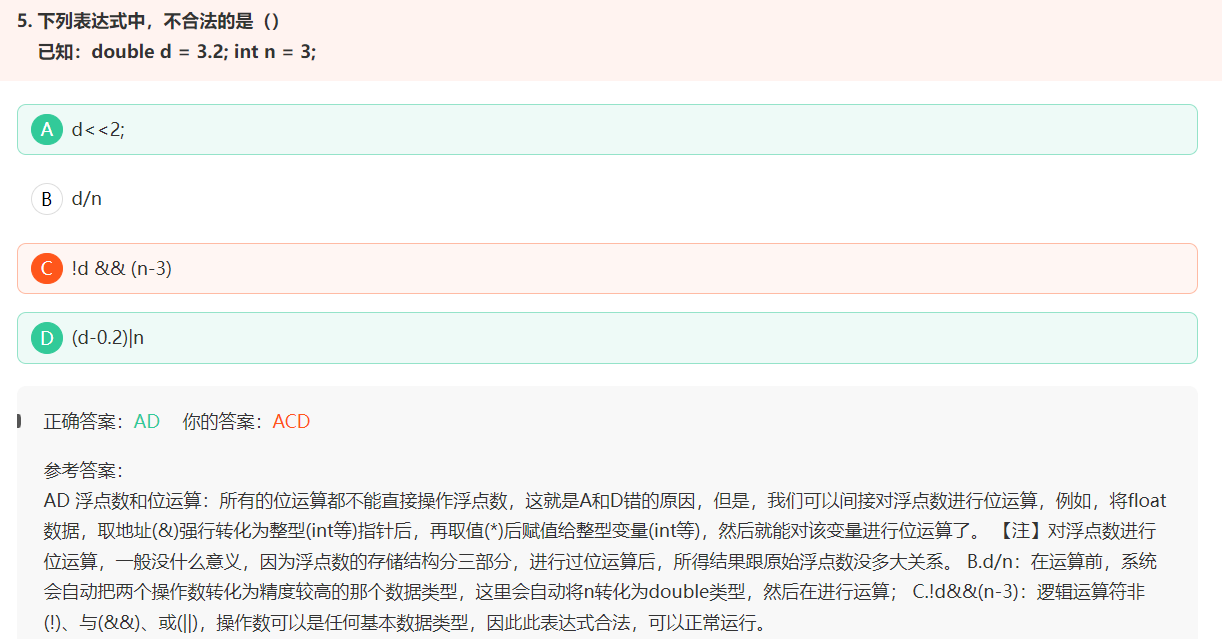 5. 下列表达式中，不合法的是（）
已知：double d = 3.2; int n = 3;
A d<<2;
B d/n
C !d && (n-3)
D (d-0.2)|n
正确答案：AD 你的答案：ACD
参考答案：
AD 浮点数和位运算：所有的位运算都不能直接操作浮点数，这就是A和D错的原因，但是，我们可以间接对浮点数进行位运算，例如，将float
数据，取地址(&)强行转化为整型(int等)指针后，再取值(*)后赋值给整型变量(int等)，然后就能对该变量进行位运算了。 【注】对浮点数进行
位运算，一般没什么意义，因为浮点数的存储结构分三部分，进行过位运算后，所得结果跟原始浮点数没多大关系。 B.d/n：在运算前，系统
会自动把两个操作数转化为精度较高的那个数据类型，这里会自动将n转化为double类型，然后在进行运算； C.!d&&(n-3)：逻辑运算符非
(!)、与(&&)、或(||)，操作数可以是任何基本数据类型，因此此表达式合法，可以正常运行。